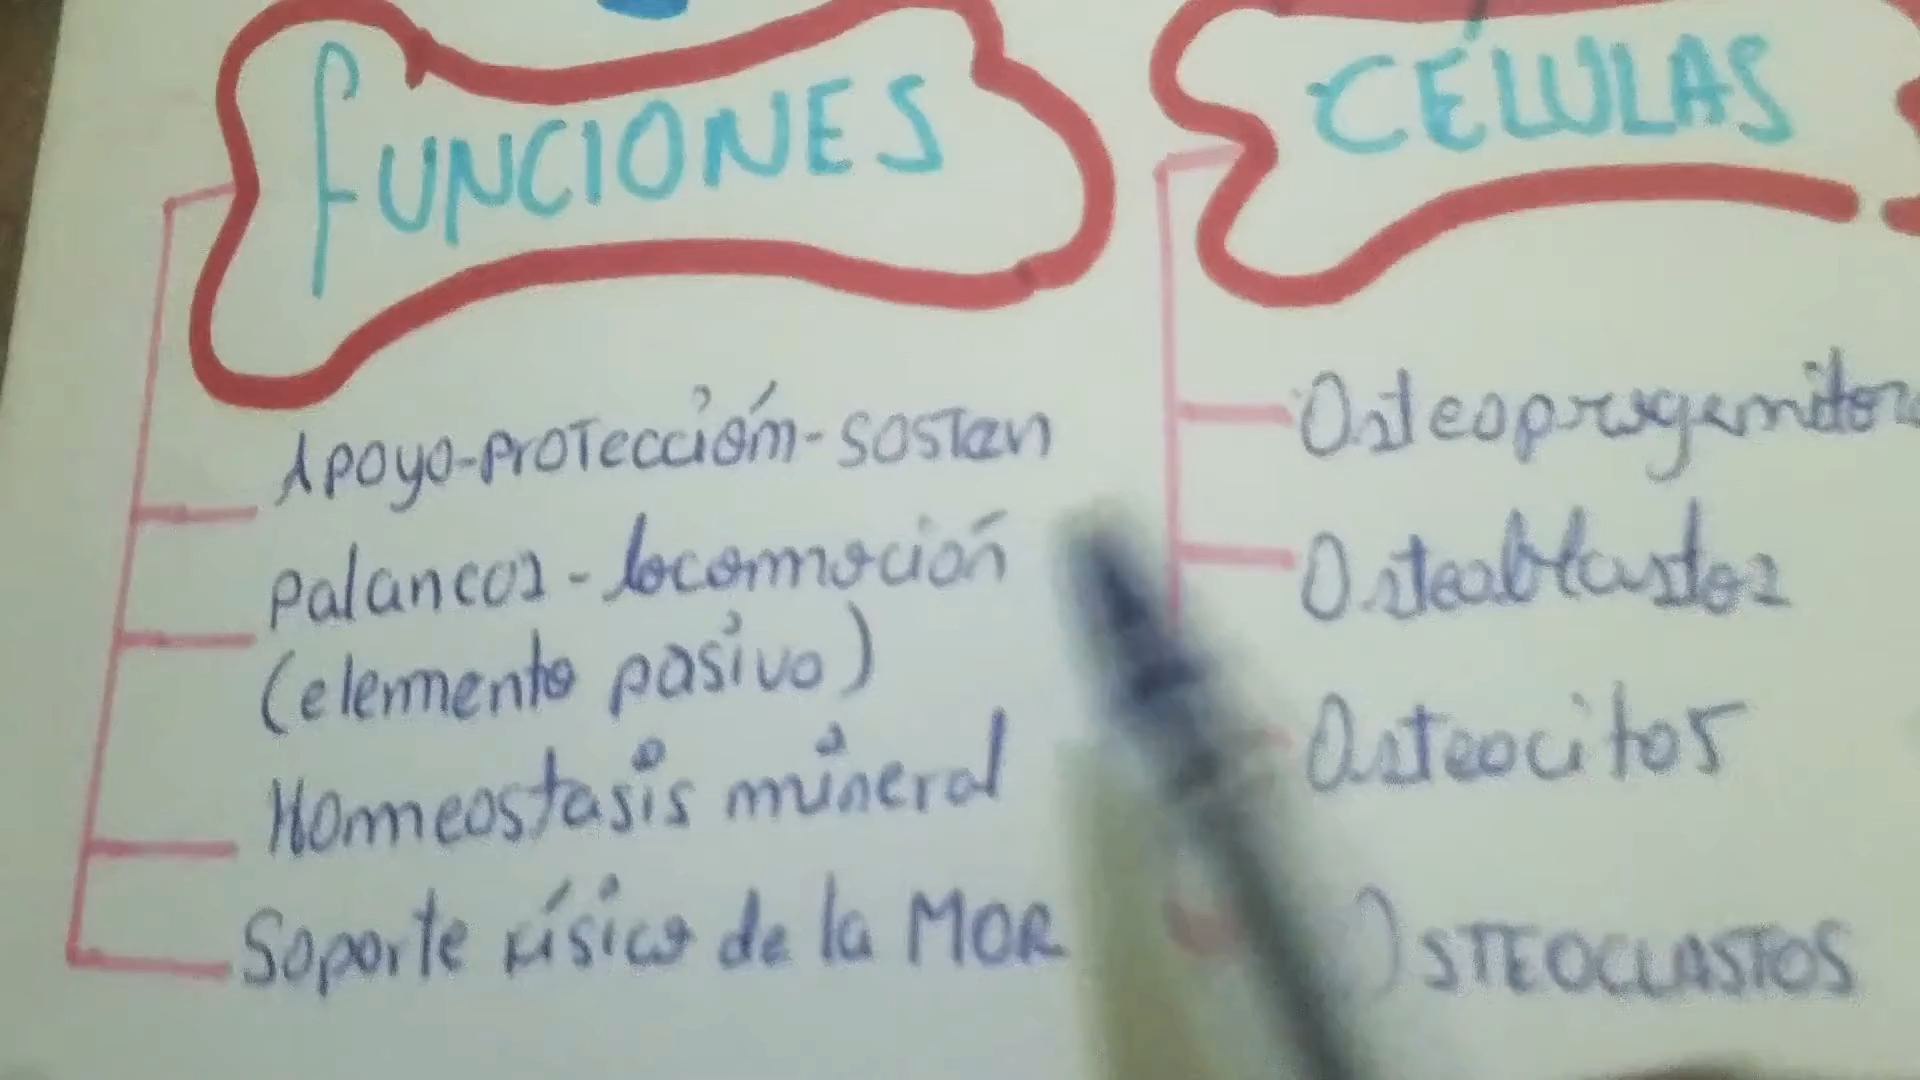 FUNCIONES
Apoyo-protección-sosten
palancas - locomoción
(elemento pasivo)
Homeostasis mineral
Soporte físico de la MOR
CÉLULAS
Osteoprogenitora
Osteoblastos
Osteocitos
OSTEOCLASTOS